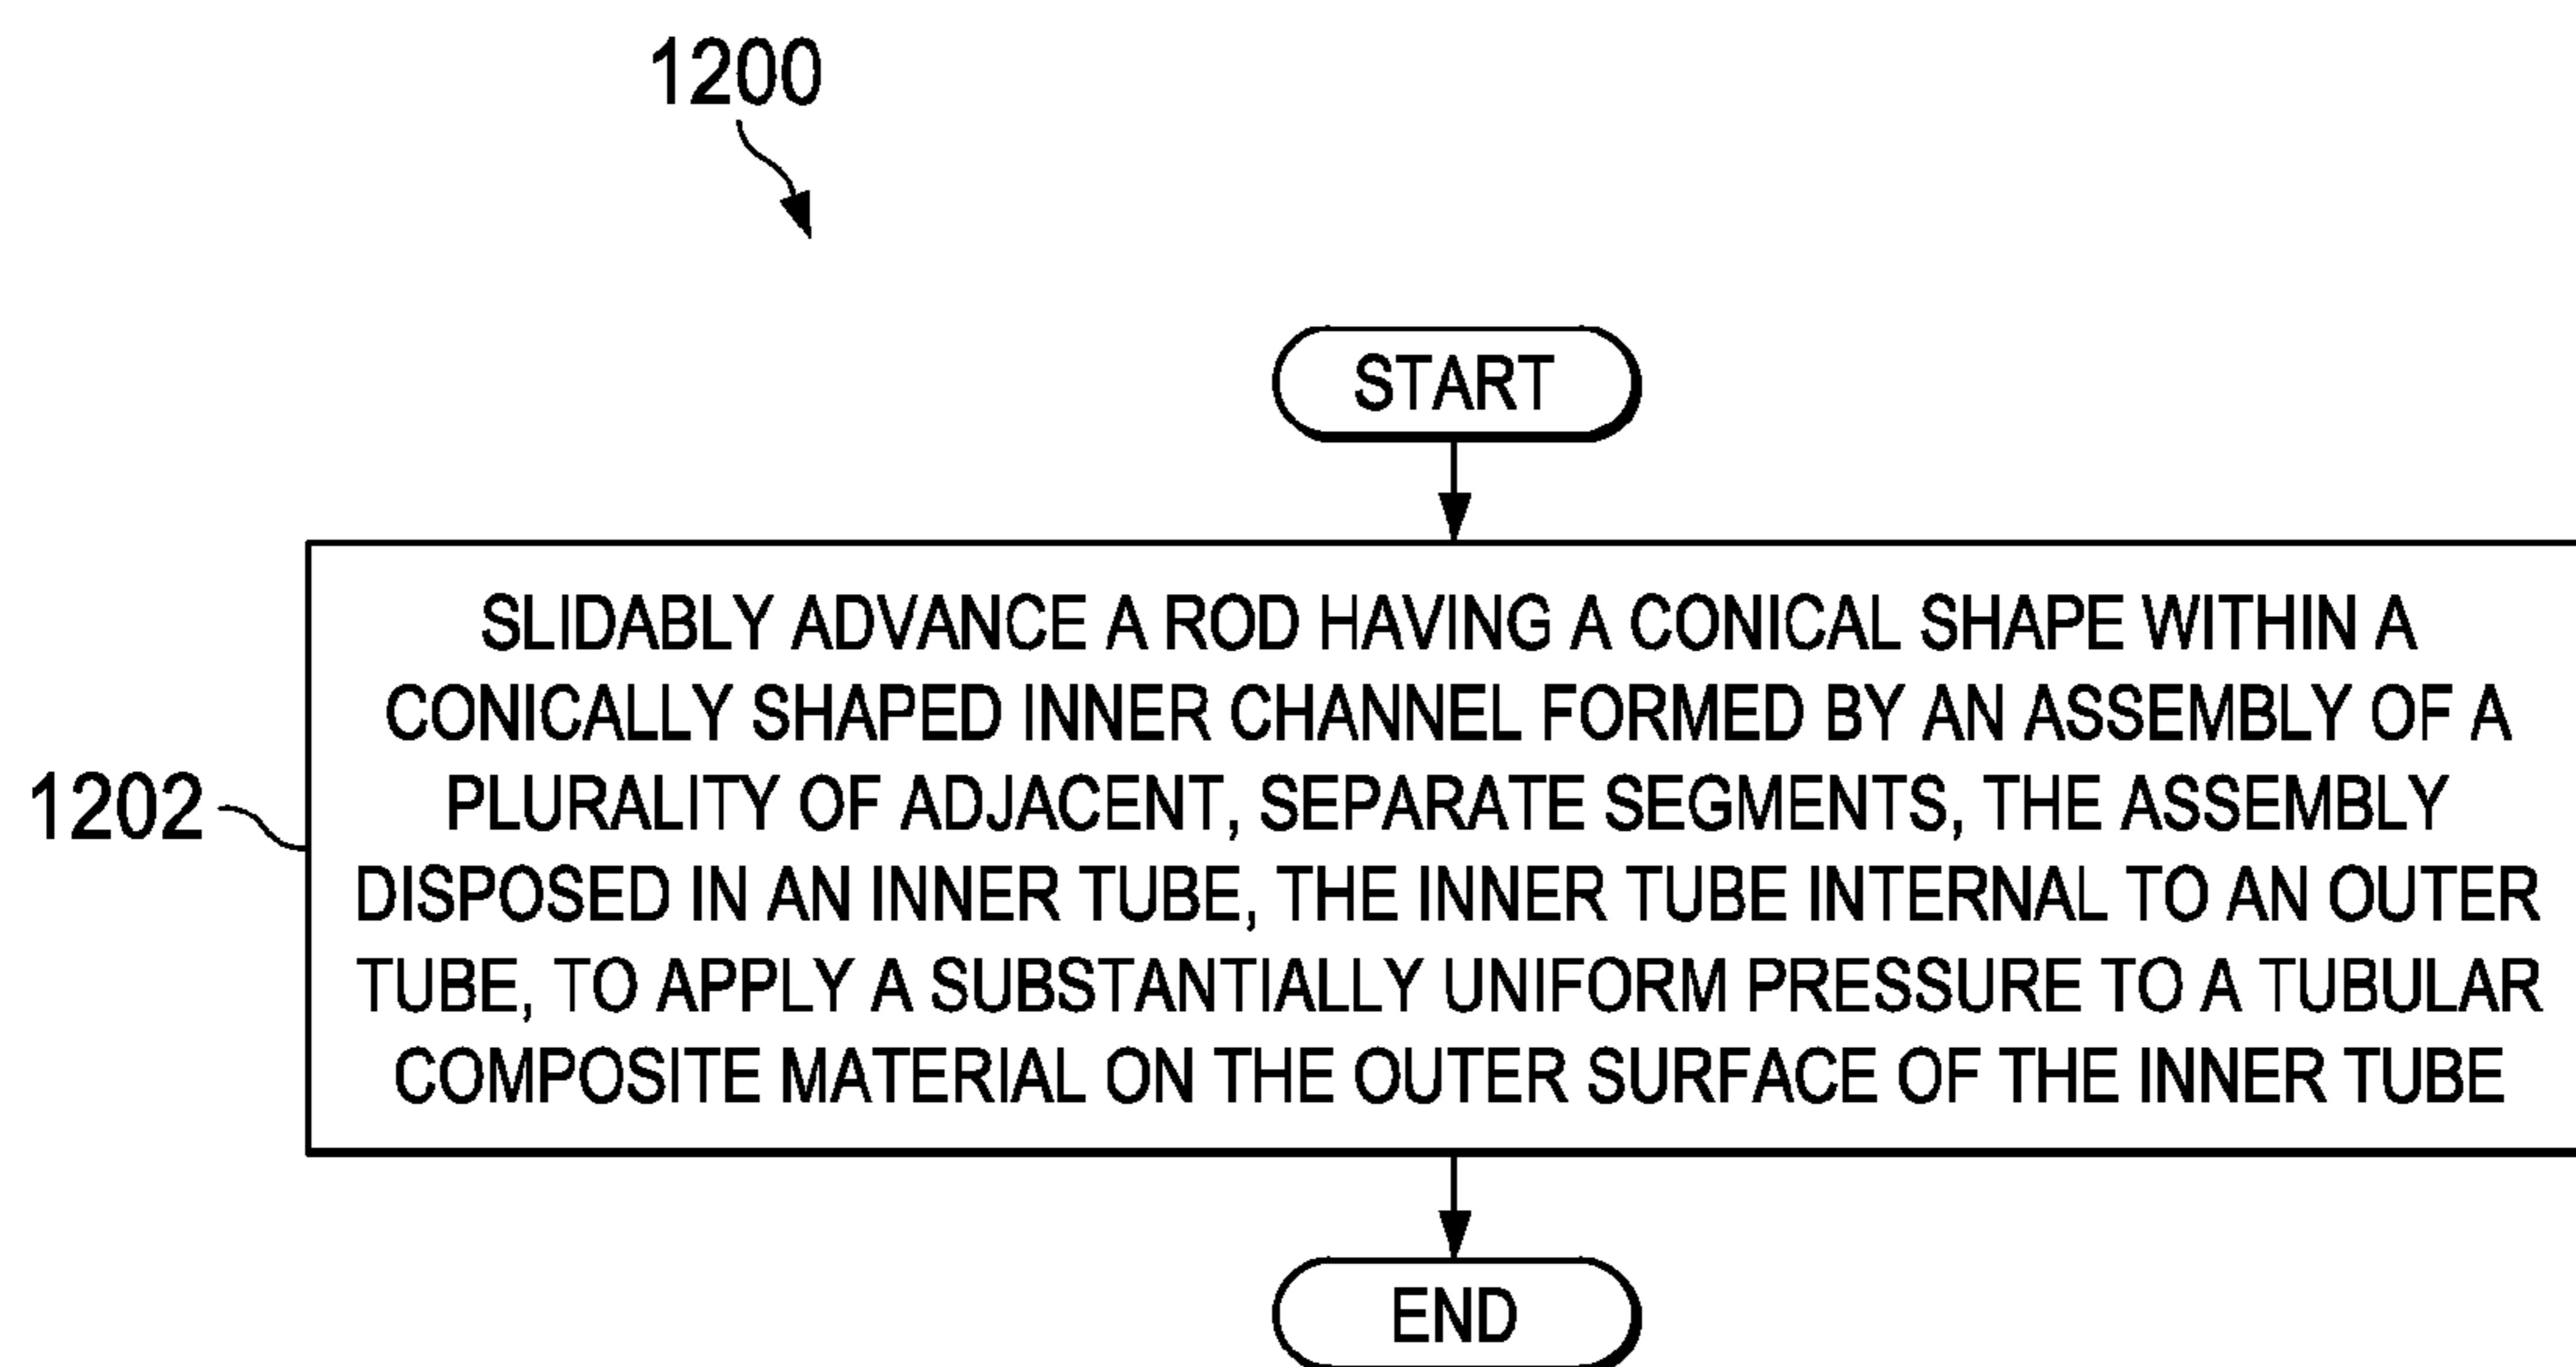 1200
START
1202
SLIDABLY ADVANCE A ROD HAVING A CONICAL SHAPE WITHIN A
CONICALLY SHAPED INNER CHANNEL FORMED BY AN ASSEMBLY OF A
PLURALITY OF ADJACENT, SEPARATE SEGMENTS, THE ASSEMBLY
DISPOSED IN AN INNER TUBE, THE INNER TUBE INTERNAL TO AN OUTER
TUBE, TO APPLY A SUBSTANTIALLY UNIFORM PRESSURE TO A TUBULAR
COMPOSITE MATERIAL ON THE OUTER SURFACE OF THE INNER TUBE
END